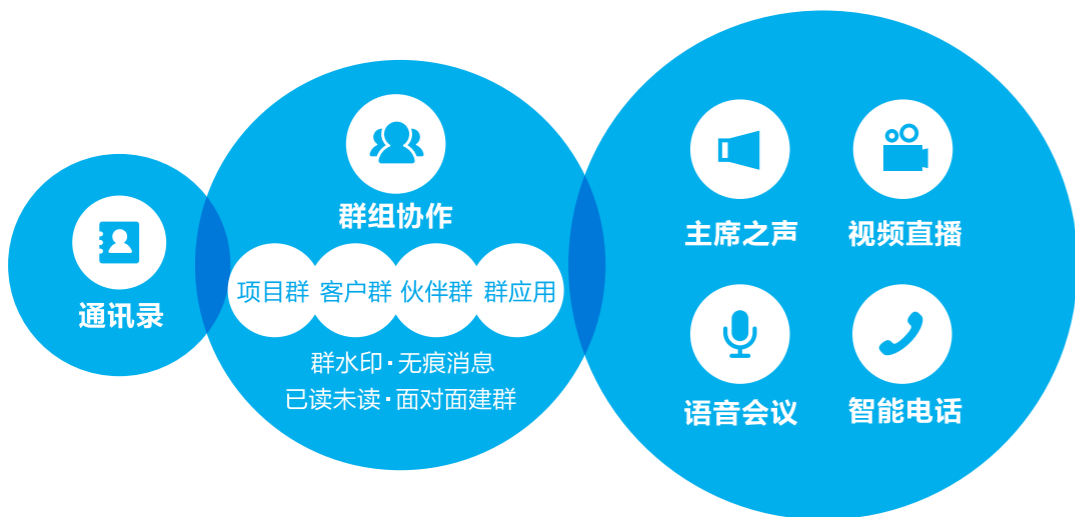 通讯录
群组协作
项目群 客户群 伙伴群 群应用
群水印·无痕消息
已读未读·面对面建群
主席之声 视频直播
语音会议 智能电话